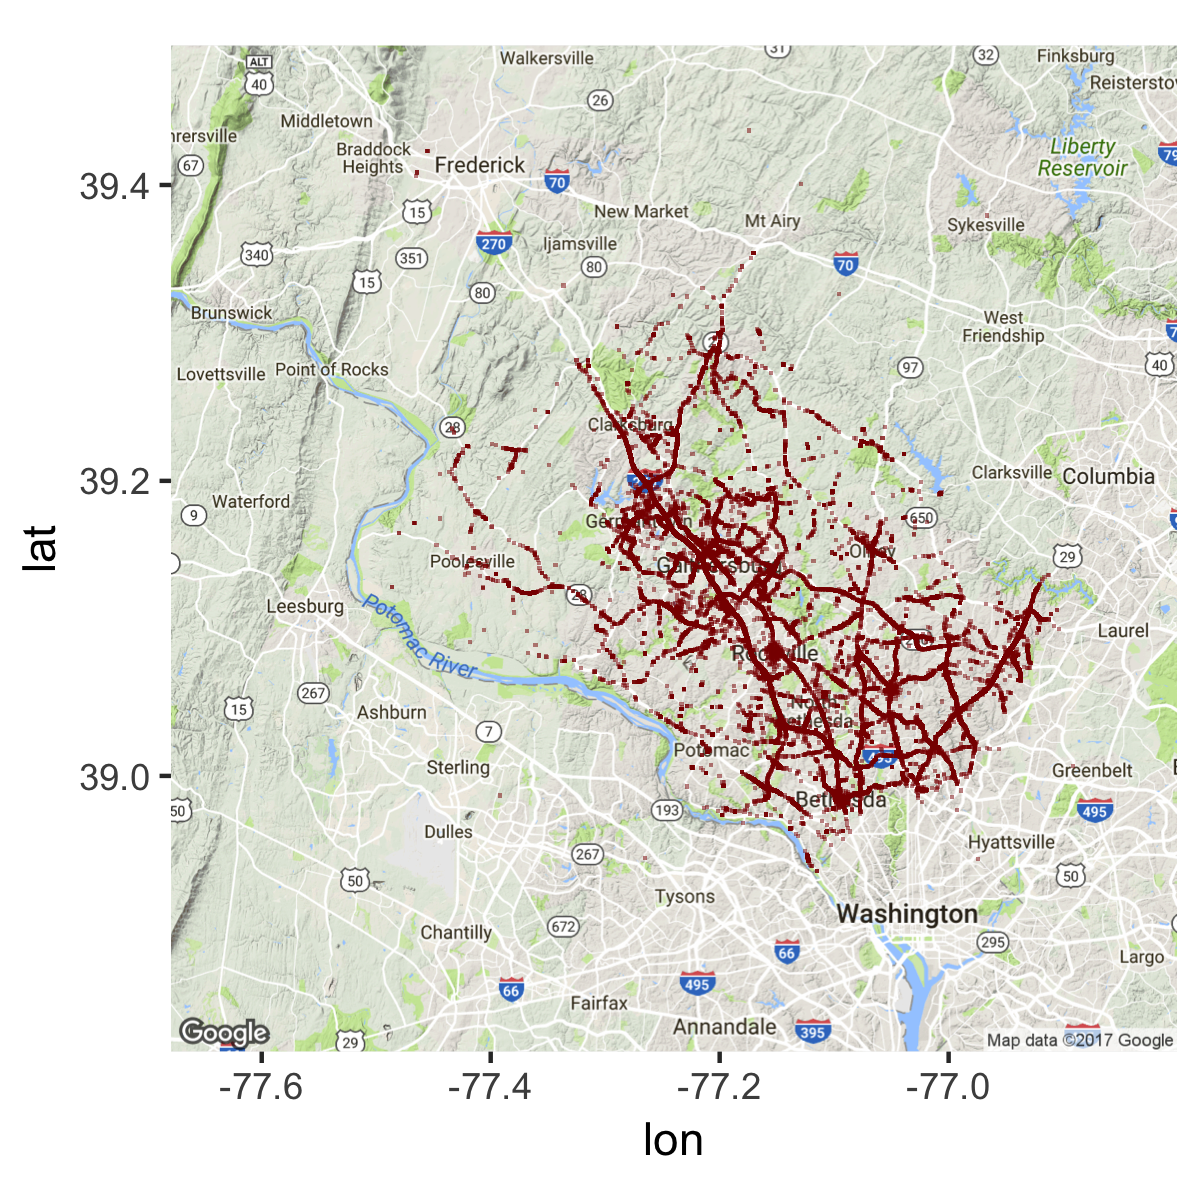 Walkersville
31
32
Finksburg
ALT
40
Reisterstow
26
Middletown
hrersville
Braddock
Heights
Frederick
Liberty
Reservoir
79
67
70
15
New Market
Mt Airy
Sykesville
39.4
270
Ijamsville
340
351
80
70
15
80
Brunswick
West
Friendship
Lovettsville
Point of Rocks
97
40
28
Clarksburg
39.2
Clarksville
Columbia
Waterford
9
Germantown
650
Olney
29
Poolesville
Gaithersburg
Leesburg
28
Potomac River
Laurel
Rockville
267
15
Ashburn
North
Bethesda
7
Potomac
495
39.0
Sterling
Greenbelt
50
193
Bethesda
495
Dulles
Hyattsville
267
50
50
Tysons
Washington
672
Chantilly
295
66
Largo
495
66
Fairfax
Annandale
395
Google
29
Map data ©2017 Google
-77.6
-77.4
-77.2
-77.0
lon
lat